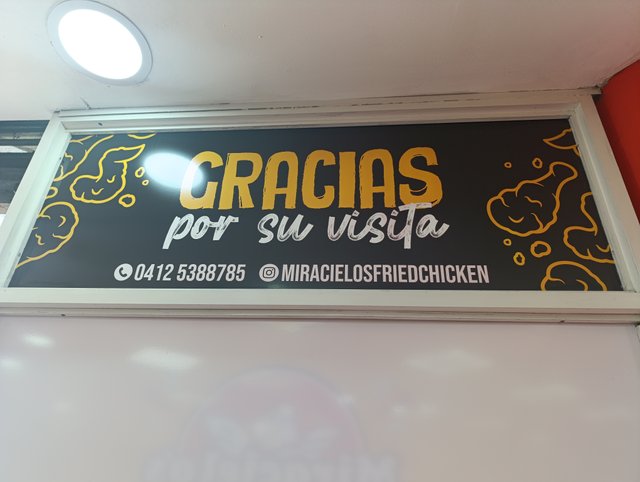 GRACIAS
por su visita
0412 5388785 MIRACIELOSFRIEDCHICKEN